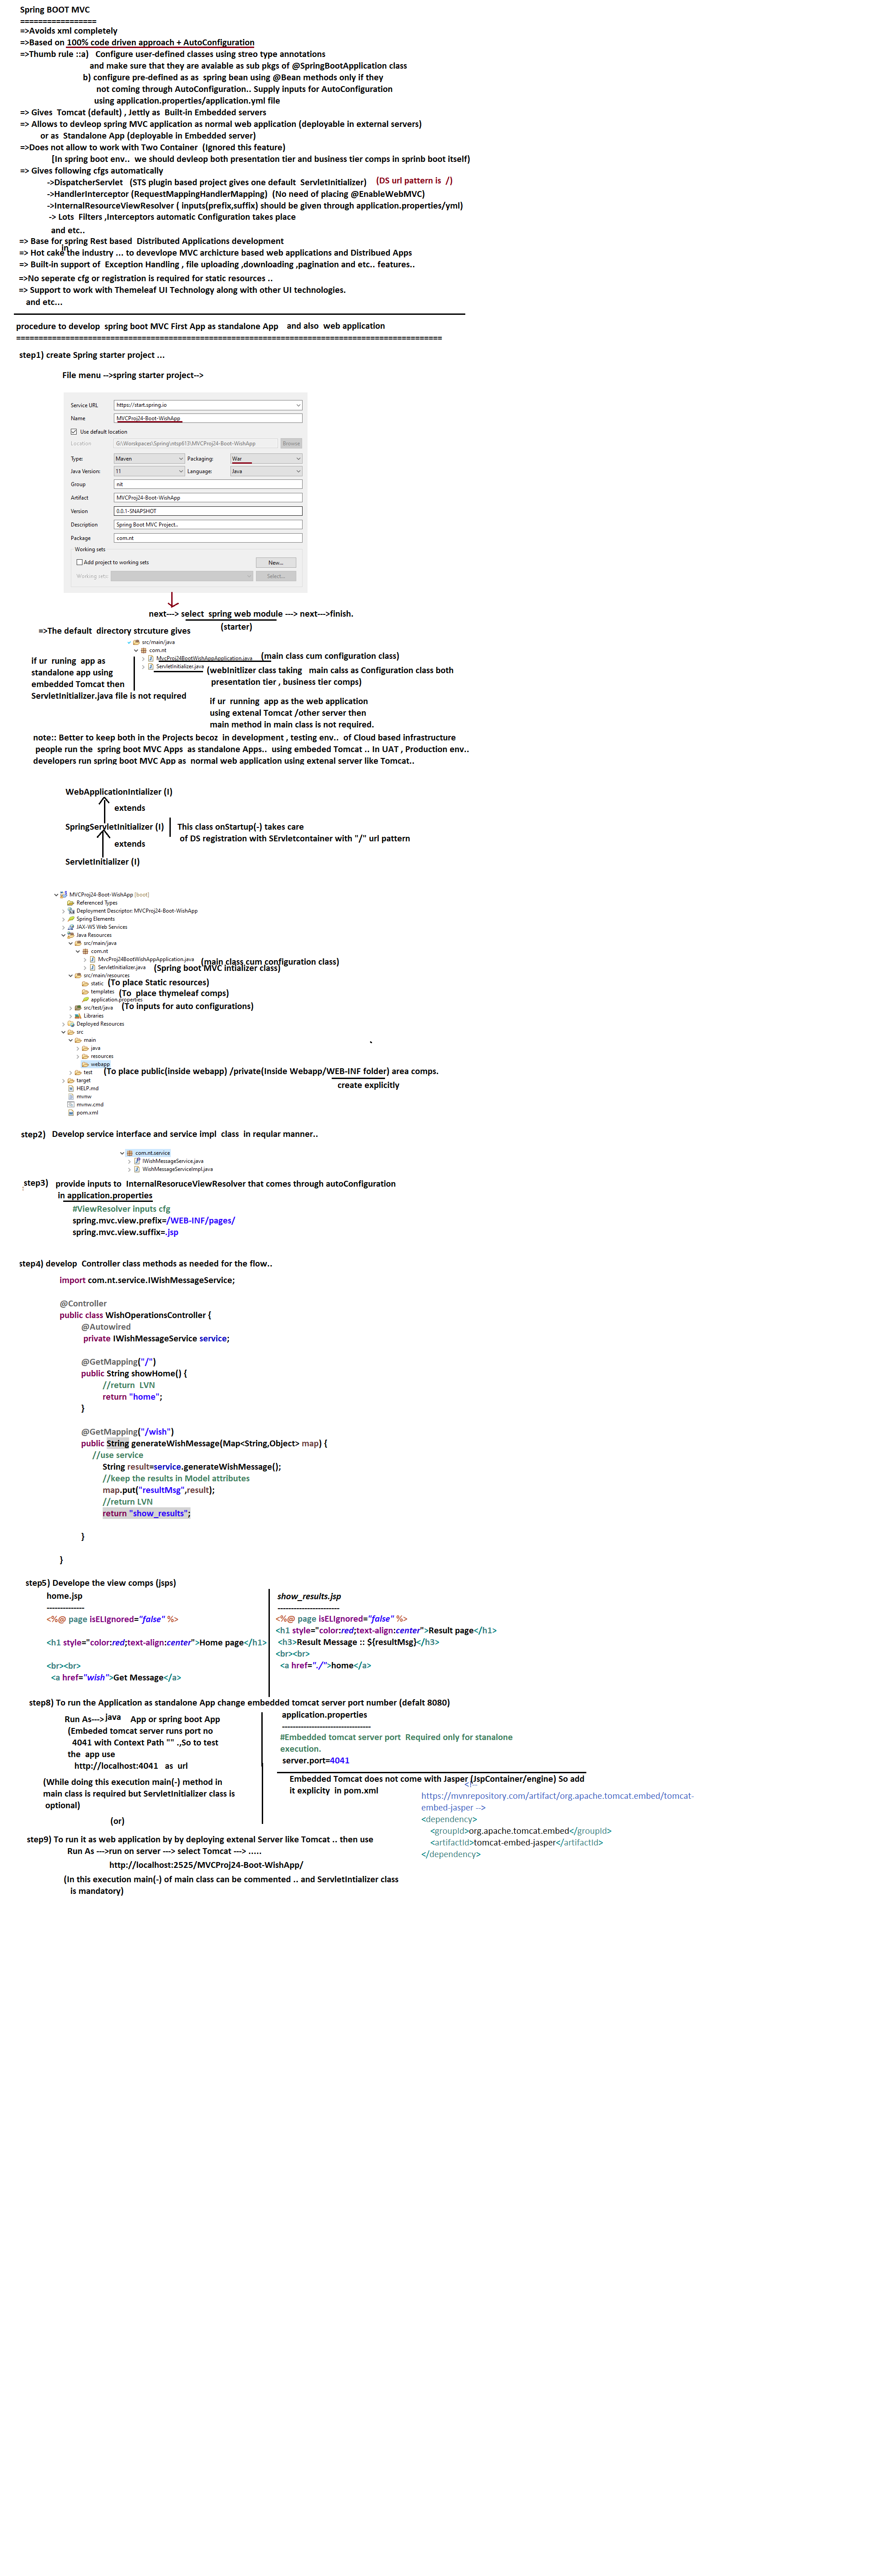 Spring BOOT MVC
=================
=>Avoids xml completely
=>Based on 100% code driven approach + AutoConfiguration
=>Thumb rule ::a)   Configure user-defined classes using streo type annotations
and make sure that they are avaiable as sub pkgs of @SpringBootApplication class
b) configure pre-defined as as  spring bean using @Bean methods only if they
not coming through AutoConfiguration.. Supply inputs for AutoConfiguration
using application.properties/application.yml file
=> Gives  Tomcat (default) , Jettly as  Built-in Embedded servers
=> Allows to devleop spring MVC application as normal web application (deployable in external servers)
or as  Standalone App (deployable in Embedded server)
=>Does not allow to work with Two Container  (Ignored this feature)
[In spring boot env..  we should devleop both presentation tier and business tier comps in sprinb boot itself)
=> Gives following cfgs automatically
->DispatcherServlet   (STS plugin based project gives one default  ServletInitializer)    (DS url pattern is  /)
->HandlerInterceptor (RequestMappingHandlerMapping)  (No need of placing @EnableWebMVC)
->InternalResourceViewResolver ( inputs(prefix,suffix) should be given through application.properties/yml)
-> Lots  Filters ,Interceptors automatic Configuration takes place
and etc..
=> Base for spring Rest based  Distributed Applications development
in
=> Hot cake the industry ... to devevlope MVC archicture based web applications and Distribued Apps
=> Built-in support of  Exception Handling , file uploading ,downloading ,pagination and etc.. features..
=>No seperate cfg or registration is required for static resources ..
=> Support to work with Themeleaf UI Technology along with other UI technologies.
and etc...
procedure to develop  spring boot MVC First App as standalone App    and also  web application
===============================================================================================
step1) create Spring starter project ...
File menu -->spring starter project-->
Service URL https://start.spring.io
Name MVCProj24-Boot-WishApp
Use default location
Location G:\Worskpaces\Spring\ntsp613\MVCProj24-Boot-WishApp Browse
Type: Maven Packaging: War
Java Version: 11 Language: Java
Group nit
Artifact MVCProj24-Boot-WishApp
Version 0.0.1-SNAPSHOT
Description Spring Boot MVC Project..
Package com.nt
Working sets
Add project to working sets New...
Working sets: Select...
next---> select  spring web module ---> next--->finish.
(starter)
=>The default  directory strcuture gives
src/main/java
com.nt
MvcProj24BootWishAppApplication.java (main class cum configuration class)
ServletInitializer.java (webInitlizer class taking   main calss as Configuration class both
presentation tier , business tier comps)
if ur  runing  app as
standalone app using
embedded Tomcat then
ServletInitializer.java file is not required
if ur  running  app as the web application
using extenal Tomcat /other server then
main method in main class is not required.
note:: Better to keep both in the Projects becoz  in development , testing env..  of Cloud based infrastructure
people run the  spring boot MVC Apps  as standalone Apps..  using embeded Tomcat .. In UAT , Production env..
developers run spring boot MVC App as  normal web application using extenal server like Tomcat..
WebApplicationIntializer (I)
extends
SpringServletInitializer (I)
This class onStartup(-) takes care
of DS registration with SErvletcontainer with "/" url pattern
extends
ServletInitializer (I)
MVCProj24-Boot-WishApp [boot]
Referenced Types
Deployment Descriptor: MVCProj24-Boot-WishApp
Spring Elements
JAX-WS Web Services
Java Resources
src/main/java
com.nt
MvcProj24BootWishAppApplication.java (main class cum configuration class)
ServletInitializer.java (Spring boot MVC intializer class)
src/main/resources
static (To place Static resources)
templates (To  place thymeleaf comps)
application.properties
src/test/java (To inputs for auto configurations)
Libraries
Deployed Resources
src
main
java
resources
webapp
test (To place public(inside webapp) /private(Inside Webapp/WEB-INF folder) area comps.
target create explicitly
HELP.md
mvnw
mvnw.cmd
pom.xml
step2)   Develop service interface and service impl  class  in reqular manner..
com.nt.service
IWishMessageService.java
WishMessageServiceImpl.java
step3)   provide inputs to  InternalResoruceViewResolver that comes through autoConfiguration
in application.properties
#ViewResolver inputs cfg
spring.mvc.view.prefix=/WEB-INF/pages/
spring.mvc.view.suffix=.jsp
step4) develop  Controller class methods as needed for the flow..
import com.nt.service.IWishMessageService;
@Controller
public class WishOperationsController {
@Autowired
private IWishMessageService service;
@GetMapping("/")
public String showHome() {
//return  LVN
return "home";
}
@GetMapping("/wish")
public String generateWishMessage(Map<String,Object> map) {
//use service
String result=service.generateWishMessage();
//keep the results in Model attributes
map.put("resultMsg",result);
//return LVN
return "show_results";
}
}
step5) Develope the view comps (jsps)
home.jsp
--------------
<%@ page isELIgnored="false" %>
<h1 style="color:red;text-align:center">Home page</h1>
<br><br>
<a href="wish">Get Message</a>
show_results.jsp
-----------------------
<%@ page isELIgnored="false" %>
<h1 style="color:red;text-align:center">Result page</h1>
<h3>Result Message :: ${resultMsg}</h3>
<br><br>
<a href="./">home</a>
step8) To run the Application as standalone App change embedded tomcat server port number (defalt 8080)
Run As---> java    App or spring boot App
(Embeded tomcat server runs port no
4041 with Context Path "" .,So to test
the  app use
http://localhost:4041   as  url
(While doing this execution main(-) method in
main class is required but ServletInitializer class is
optional)
(or)
application.properties
---------------------------------
#Embedded tomcat server port  Required only for stanalone
execution.
server.port=4041
Embedded Tomcat does not come with Jasper (JspContainer/engine) So add
it explicity  in pom.xml
<!--
https://mvnrepository.com/artifact/org.apache.tomcat.embed/tomcat-
embed-jasper -->
<dependency>
<groupId>org.apache.tomcat.embed</groupId>
<artifactId>tomcat-embed-jasper</artifactId>
</dependency>
step9) To run it as web application by by deploying extenal Server like Tomcat .. then use
Run As --->run on server ---> select Tomcat ---> .....
http://localhost:2525/MVCProj24-Boot-WishApp/
(In this execution main(-) of main class can be commented .. and ServletIntializer class
is mandatory)